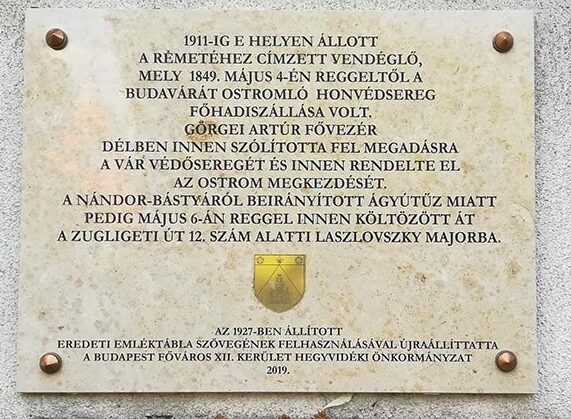 1911-IG E HELYEN ÁLLOTT
A RÉMETÉHEZ CÍMZETT VENDÉGLŐ,
MELY 1849. MÁJUS 4-ÉN REGGELTŐL A
BUDAVÁRÁT OSTROMLÓ HONVÉDSEREG
FŐHADISZÁLLÁSA VOLT.
GÖRGEI ARTÚR FŐVEZÉR
DÉLBEN INNEN SZÓLÍTOTTA FEL MEGADÁSRA
A VÁR VÉDŐSEREGÉT ÉS INNEN RENDELTE EL
AZ OSTROM MEGKEZDÉSÉT.
A NÁNDOR-BÁSTYÁRÓL BEIRÁNYÍTOTT ÁGYÚTŰZ MIATT
PEDIG MÁJUS 6-ÁN REGGEL INNEN KÖLTÖZÖTT ÁT
A ZUGLIGETI ÚT 12. SZÁM ALATTI LASZLOVSZKY MAJORBA.
AZ 1927-BEN ÁLLÍTOTT
EREDETI EMLÉKTÁBLA SZÖVEGÉNEK FELHASZNÁLÁSÁVAL ÚJRAÁLLÍTTATTA
A BUDAPEST FŐVÁROS XII. KERÜLET HEGYVIDÉKI ÖNKORMÁNYZAT
2019.